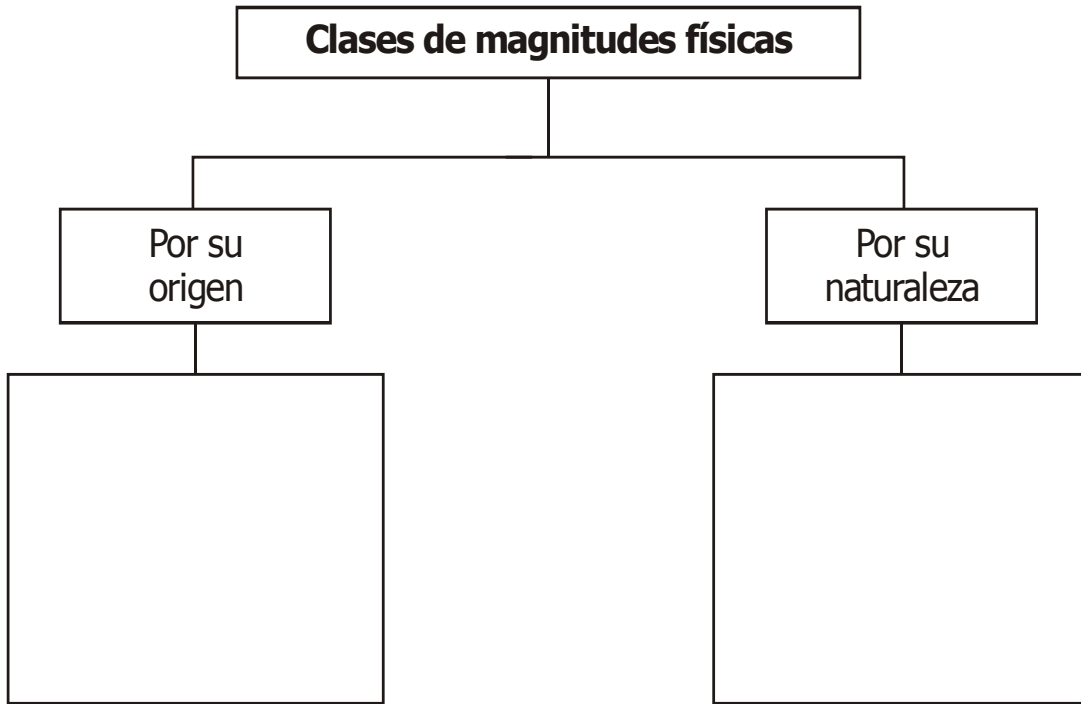 Clases de magnitudes físicas
Por su
origen
Por su
naturaleza